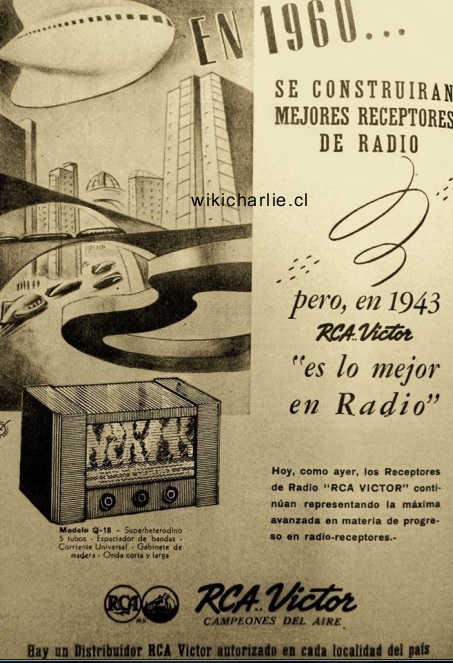 EN 1960...
SE CONSTRUIRAN
MEJORES RECEPTORES
DE RADIO
wikicharlie.cl
pero, en 1943
RCA Victor
"es lo mejor
en Radio"
Hoy, como ayer, los Receptores
de Radio "RCA VICTOR" conti-
núan representando la máxima
avanzada en materia de progre-
so en radio-receptores.-
Modelo Q-18 - Superheterodino
5 tubos - Espaciador de bandas -
Corriente Universal - Gabinete de
madera - Onda corta y larga
RCA
RCA Victor
CAMPEONES DEL AIRE
Hay un Distribuidor RCA Victor autorizado en cada localidad del país